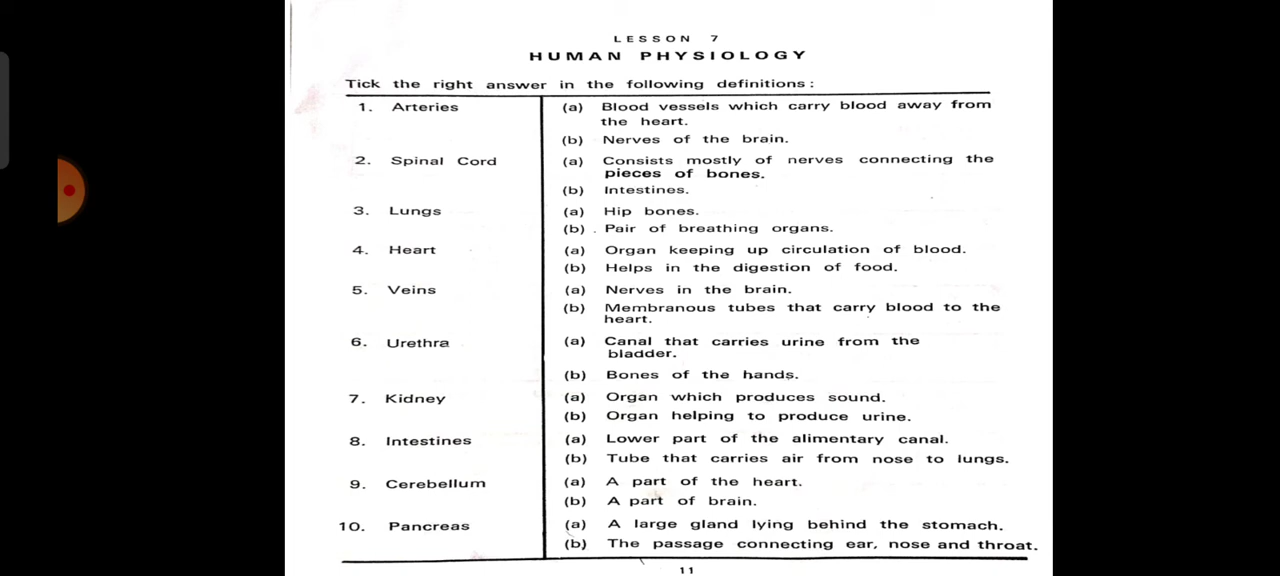 LESSON 7
HUMAN PHYSIOLOGY
Tick the right answer in the following definitions :
1. Arteries (a) Blood vessels which carry blood away from
the heart.
(b) Nerves of the brain.
2. Spinal Cord (a) Consists mostly of nerves connecting the
pieces of bones.
(b) Intestines.
3. Lungs (a) Hip bones.
(b) Pair of breathing organs.
4. Heart (a) Organ keeping up circulation of blood.
(b) Helps in the digestion of food.
5. Veins (a) Nerves in the brain.
(b) Membranous tubes that carry blood to the
heart.
6. Urethra (a) Canal that carries urine from the
bladder.
(b) Bones of the hands.
7. Kidney (a) Organ which produces sound.
(b) Organ helping to produce urine.
8. Intestines (a) Lower part of the alimentary canal.
(b) Tube that carries air from nose to lungs.
9. Cerebellum (a) A part of the heart.
(b) A part of brain.
10. Pancreas (a) A large gland lying behind the stomach.
(b) The passage connecting ear, nose and throat.
11